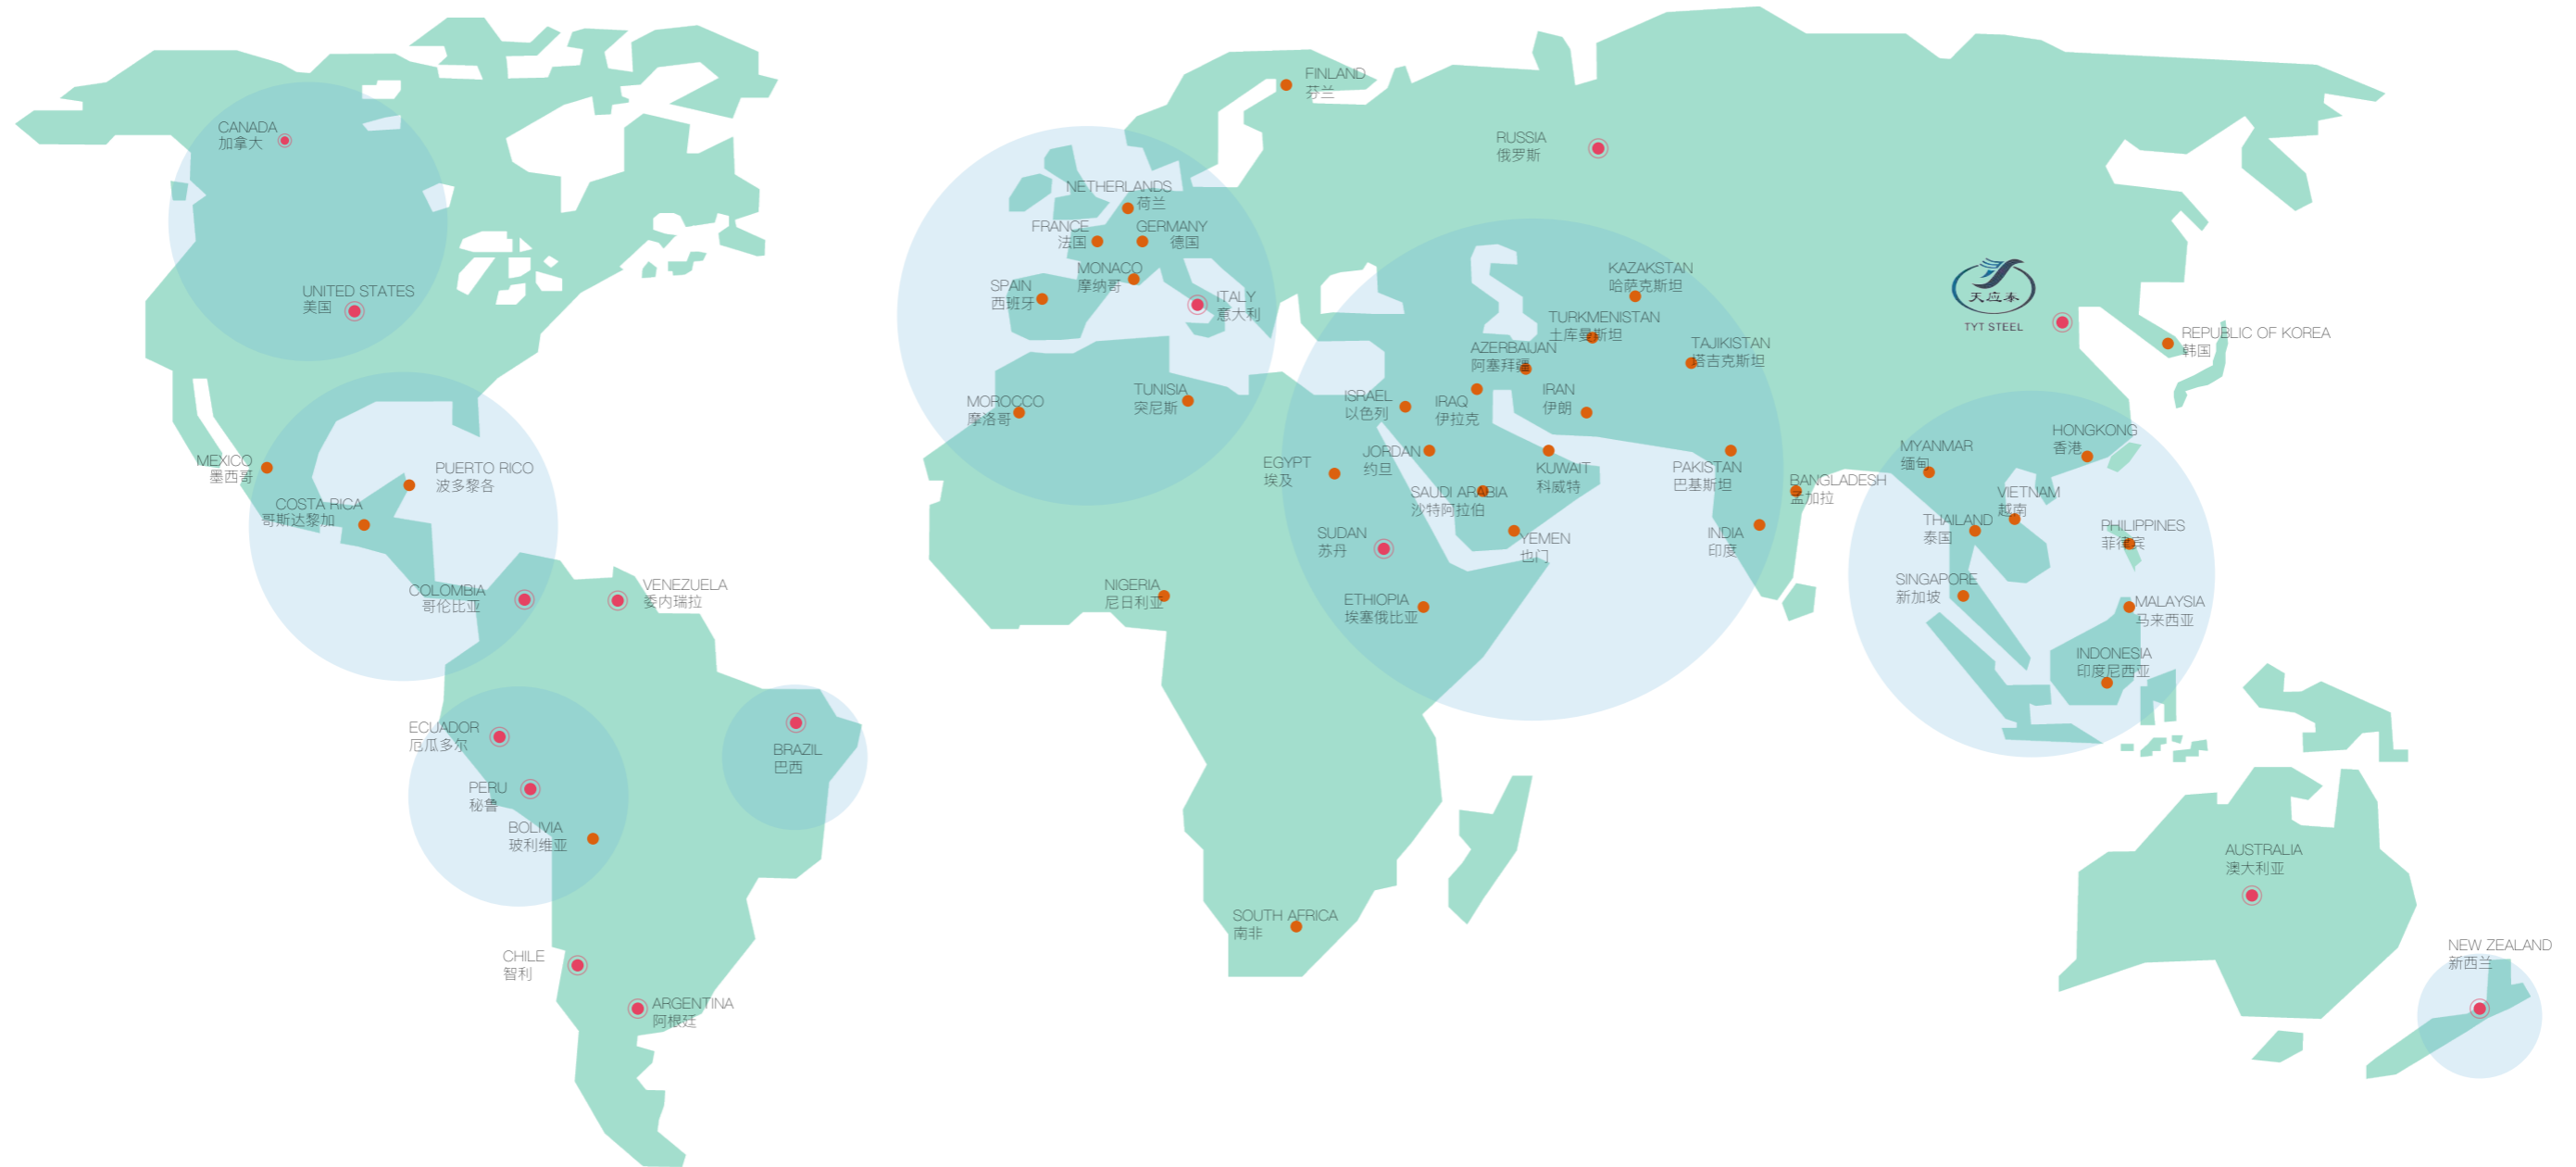 CANADA
加拿大
UNITED STATES
美国
MEXICO
墨西哥
PUERTO RICO
波多黎各
COSTA RICA
哥斯达黎加
COLOMBIA
哥伦比亚
VENEZUELA
委内瑞拉
ECUADOR
厄瓜多尔
PERU
秘鲁
BOLIVIA
玻利维亚
BRAZIL
巴西
CHILE
智利
ARGENTINA
阿根廷
FINLAND
芬兰
RUSSIA
俄罗斯
NETHERLANDS
荷兰
FRANCE
法国
GERMANY
德国
MONACO
摩纳哥
SPAIN
西班牙
ITALY
意大利
MOROCCO
摩洛哥
TUNISIA
突尼斯
KAZAKSTAN
哈萨克斯坦
TURKMENISTAN
土库曼斯坦
AZERBAIJAN
阿塞拜疆
TAJIKISTAN
塔吉克斯坦
ISRAEL
以色列
IRAQ
伊拉克
IRAN
伊朗
JORDAN
约旦
EGYPT
埃及
KUWAIT
科威特
SAUDI ARABIA
沙特阿拉伯
PAKISTAN
巴基斯坦
BANGLADESH
孟加拉
SUDAN
苏丹
YEMEN
也门
INDIA
印度
NIGERIA
尼日利亚
ETHIOPIA
埃塞俄比亚
SOUTH AFRICA
南非
天应泰
TYT STEEL
REPUBLIC OF KOREA
韩国
HONGKONG
香港
MYANMAR
缅甸
VIETNAM
越南
THAILAND
泰国
PHILIPPINES
菲律宾
SINGAPORE
新加坡
MALAYSIA
马来西亚
INDONESIA
印度尼西亚
AUSTRALIA
澳大利亚
NEW ZEALAND
新西兰